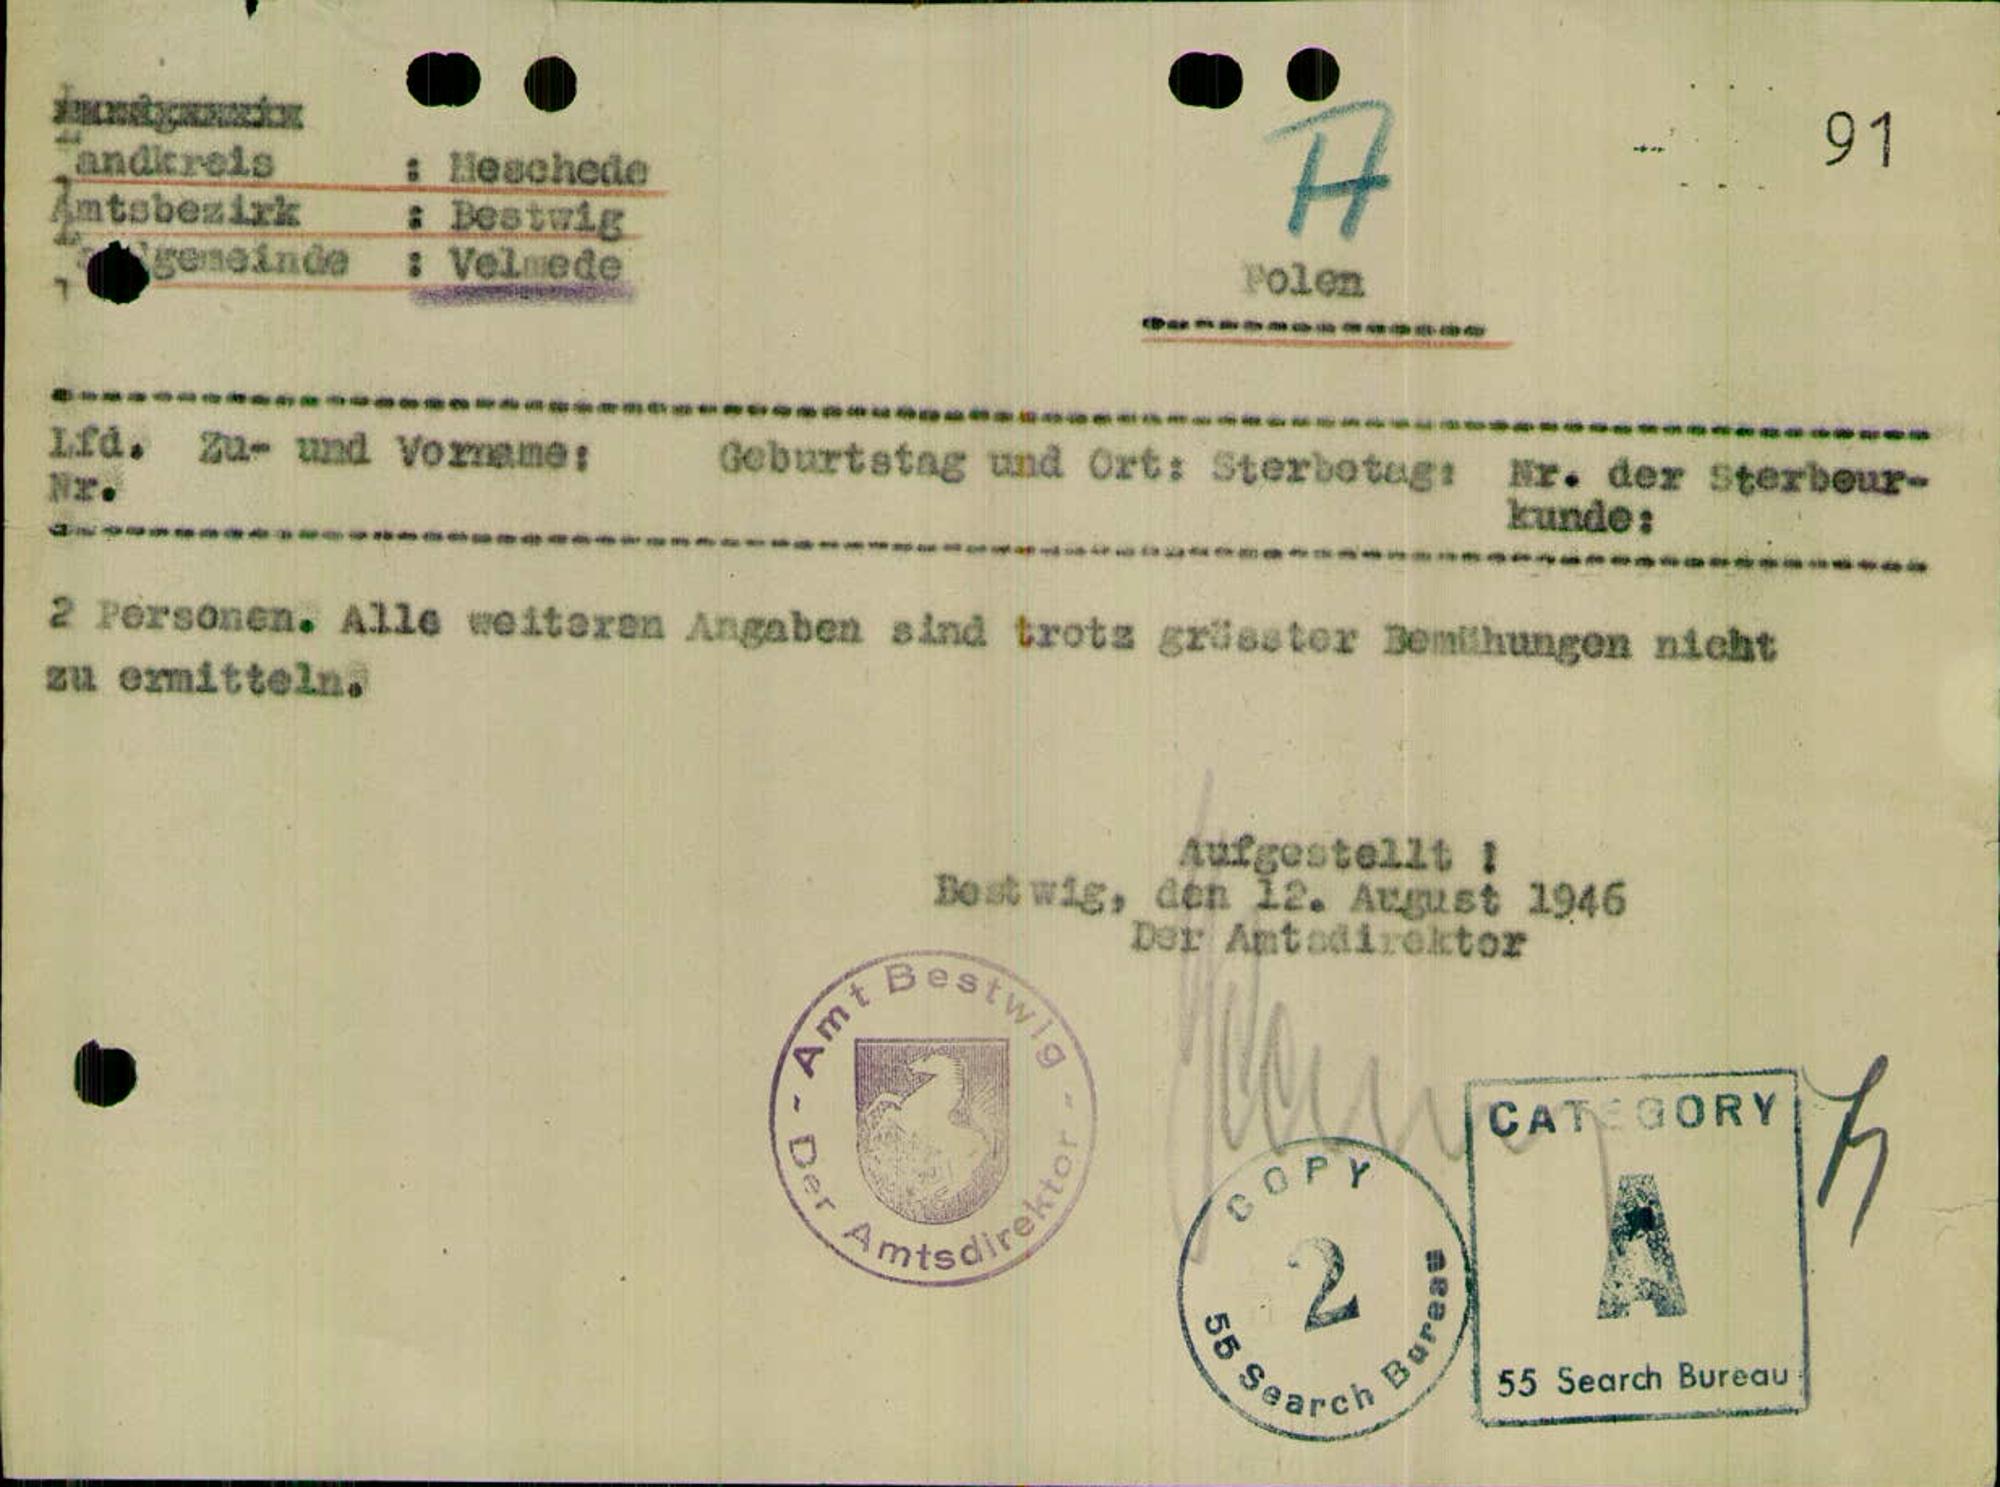 91
Landkreis : Meschede
Amtsbezirk : Bestwig
: Velmede
A
Polen
Lfd. Zu- und Vorname: Geburtstag und Ort: Sterbetag: Nr. der Sterbeur-
Nr. kunde:
2 Personen. Alle weiteren Angaben sind trotz grösster Bemühungen nicht
zu ermitteln.
Aufgestellt :
Bestwig, den 12. August 1946
Der Amtsdirektor
- Amt Bestwig -
Der Amtsdirektor
COPY
2
55 Search Bureau
CATEGORY
A
55 Search Bureau